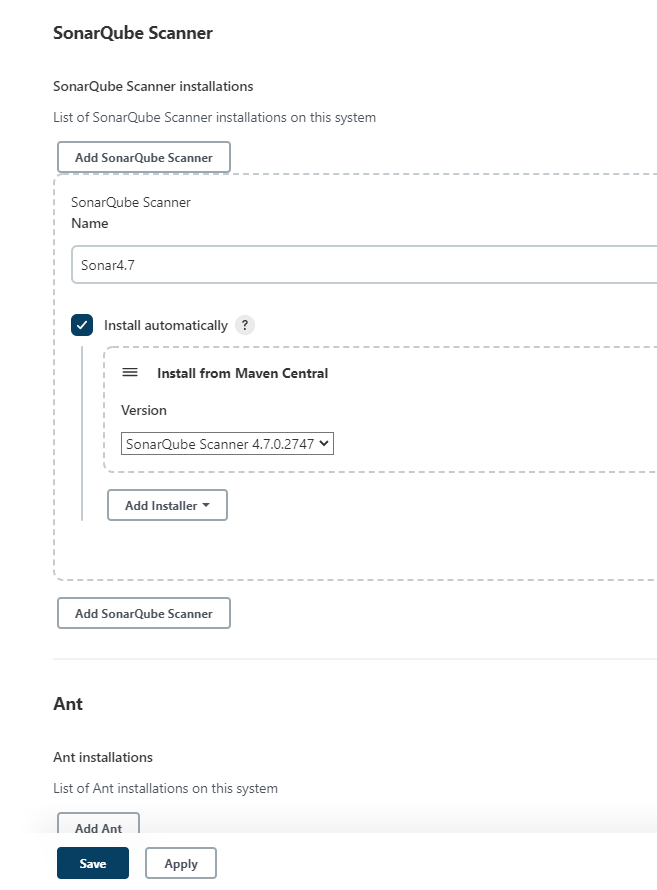 SonarQube Scanner
SonarQube Scanner installations
List of SonarQube Scanner installations on this system
Add SonarQube Scanner
SonarQube Scanner
Name
Sonar4.7
Install automatically ?
Install from Maven Central
Version
SonarQube Scanner 4.7.0.2747
Add Installer
Add SonarQube Scanner
Ant
Ant installations
List of Ant installations on this system
Add Ant
Save Apply